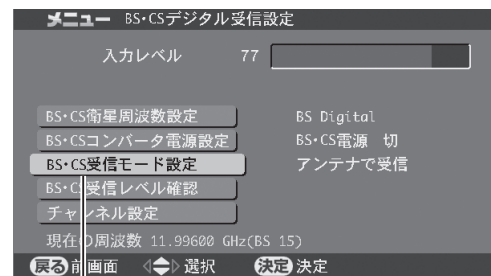 メニュー BS・CSデジタル受信設定
入力レベル 77
BS・CS衛星周波数設定 BS Digital
BS・CSコンバータ電源設定 BS・CS電源 切
BS・CS受信モード設定 アンテナで受信
BS・CS受信レベル確認
チャンネル設定
現在の周波数 11.99600 GHz(BS 15)
戻る 前画面 選択 決定 決定